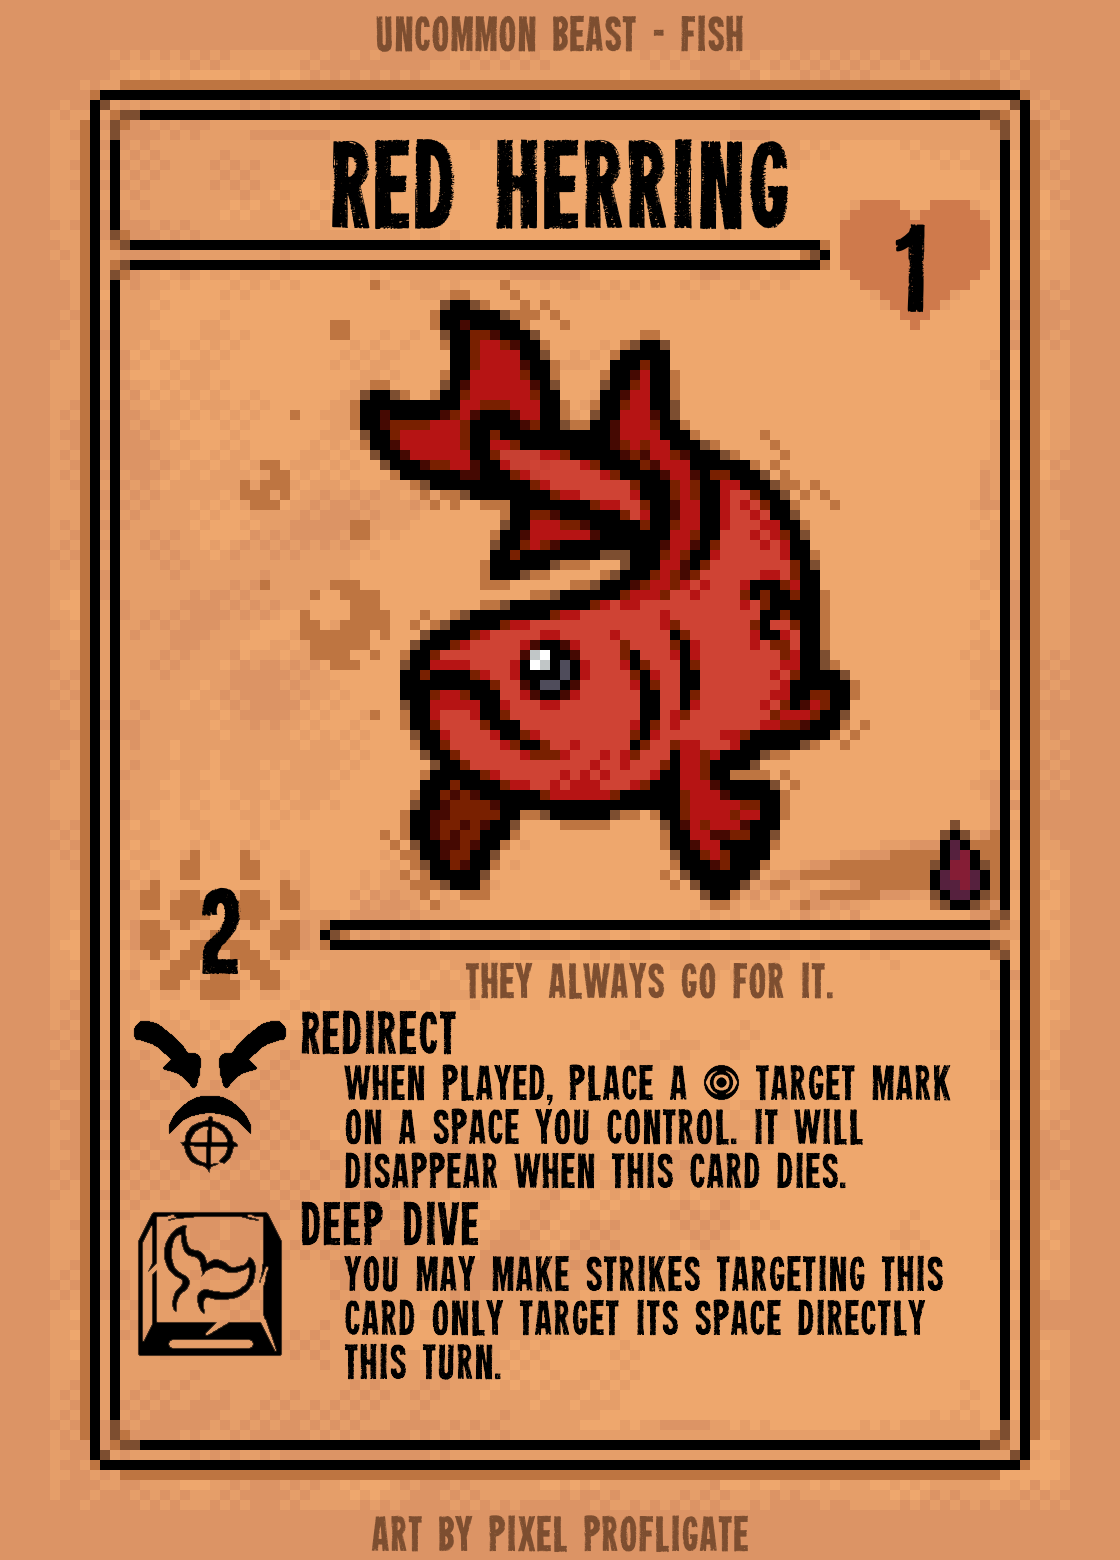 UNCOMMON BEAST - FISH
RED HERRING
1
2
THEY ALWAYS GO FOR IT.
REDIRECT
WHEN PLAYED, PLACE A ◎ TARGET MARK
ON A SPACE YOU CONTROL. IT WILL
DISAPPEAR WHEN THIS CARD DIES.
DEEP DIVE
YOU MAY MAKE STRIKES TARGETING THIS
CARD ONLY TARGET ITS SPACE DIRECTLY
THIS TURN.
ART BY PIXEL PROFLIGATE